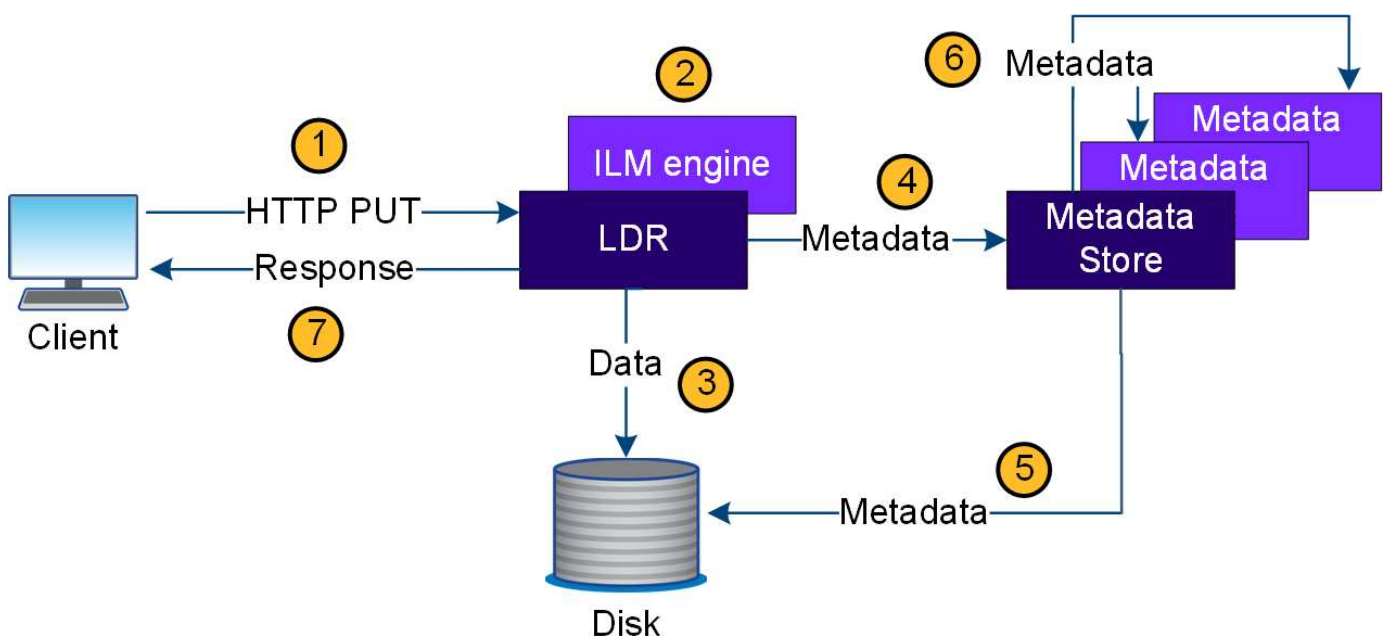 6
Metadata
2
Metadata
1
ILM engine
Metadata
4
HTTP PUT
LDR
Metadata
Metadata
Store
Response
7
Client
Data
3
5
Metadata
Disk